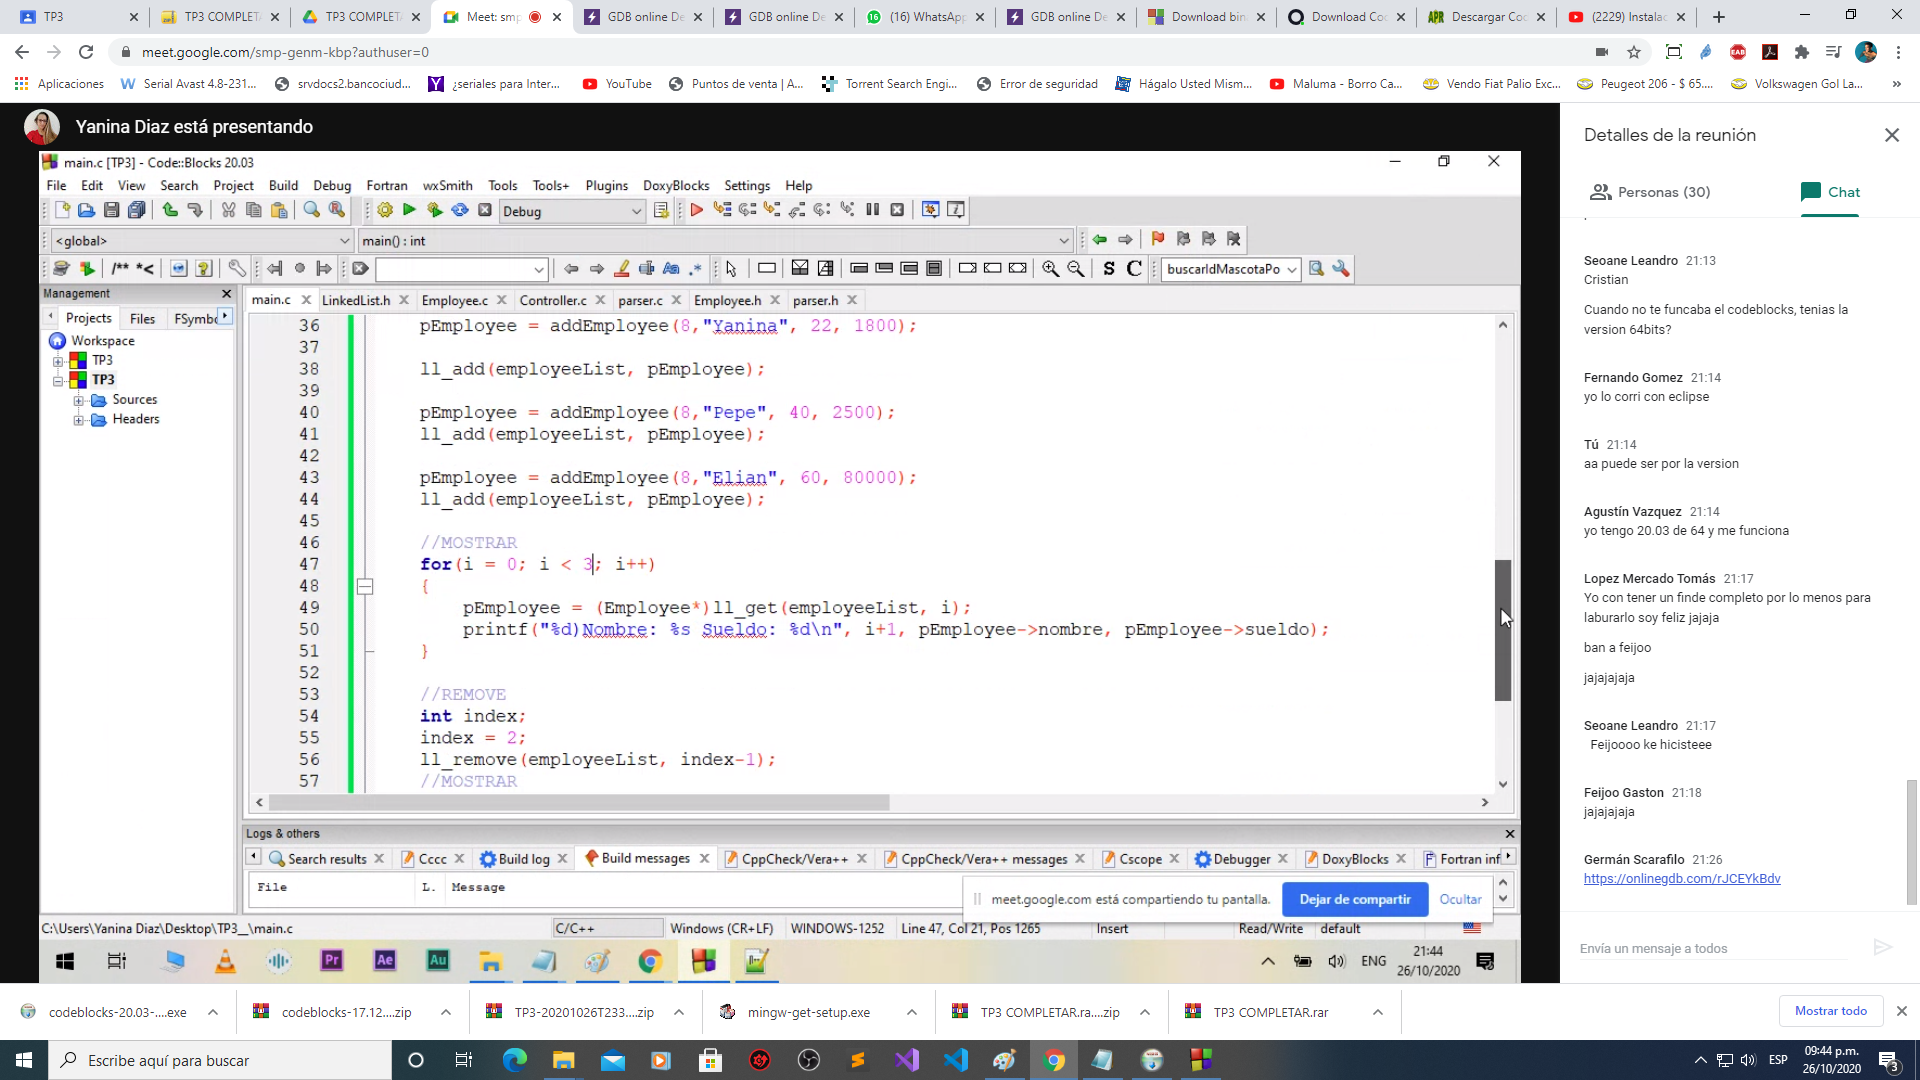 TP3
TP3 COMPLETA
TP3 COMPLETA
Meet: smp
GDB online De
GDB online De
(16) WhatsApp
GDB online De
Download bin
Download Co
Descargar Coc
(2229) Instalac
meet.google.com/smp-genm-kbp?authuser=0
Aplicaciones
Serial Avast 4.8-231...
srvdocs2.bancociud...
¿seriales para Inter...
YouTube
Puntos de venta | A...
Torrent Search Engi...
Error de seguridad
Hágalo Usted Mism...
Maluma - Borro Ca...
Vendo Fiat Palio Exc...
Peugeot 206 - $ 65....
Volkswagen Gol La...
Yanina Diaz está presentando
main.c [TP3] - Code::Blocks 20.03
File Edit View Search Project Build Debug Fortran wxSmith Tools Tools+ Plugins DoxyBlocks Settings Help
Debug
<global>
main() : int
/** *<
Aa .* S C
buscarIdMascotaPo
Management
Projects Files FSymbo
Workspace
TP3
TP3
Sources
Headers
main.c LinkedList.h Employee.c Controller.c parser.c Employee.h parser.h
36 pEmployee = addEmployee(8,"Yanina", 22, 1800);
37
38 ll_add(employeeList, pEmployee);
39
40 pEmployee = addEmployee(8,"Pepe", 40, 2500);
41 ll_add(employeeList, pEmployee);
42
43 pEmployee = addEmployee(8,"Elian", 60, 80000);
44 ll_add(employeeList, pEmployee);
45
46 //MOSTRAR
47 for(i = 0; i < 3; i++)
48 {
49 pEmployee = (Employee*)ll_get(employeeList, i);
50 printf("%d)Nombre: %s Sueldo: %d\n", i+1, pEmployee->nombre, pEmployee->sueldo);
51 }
52
53 //REMOVE
54 int index;
55 index = 2;
56 ll_remove(employeeList, index-1);
57 //MOSTRAR
Logs & others
Search results Cccc Build log Build messages CppCheck/Vera++ CppCheck/Vera++ messages Cscope Debugger DoxyBlocks Fortran inf
File L. Message
meet.google.com está compartiendo tu pantalla. Dejar de compartir Ocultar
C:\Users\Yanina Diaz\Desktop\TP3__\main.c C/C++ Windows (CR+LF) WINDOWS-1252 Line 47, Col 21, Pos 1265 Insert Read/Write default
Pr Ae Au
ENG
21:44
26/10/2020
Detalles de la reunión
Personas (30)
Chat
Seoane Leandro 21:13
Cristian
Cuando no te funcaba el codeblocks, tenias la
version 64bits?
Fernando Gomez 21:14
yo lo corri con eclipse
Tú 21:14
aa puede ser por la version
Agustín Vazquez 21:14
yo tengo 20.03 de 64 y me funciona
Lopez Mercado Tomás 21:17
Yo con tener un finde completo por lo menos para
laburarlo soy feliz jajaja
ban a feijoo
jajajajaja
Seoane Leandro 21:17
Feijoooo ke hicisteee
Feijoo Gaston 21:18
jajajajaja
Germán Scarafilo 21:26
https://onlinegdb.com/rJCEYkBdv
Envía un mensaje a todos
codeblocks-20.03-....exe
codeblocks-17.12....zip
TP3-20201026T233....zip
mingw-get-setup.exe
TP3 COMPLETAR.ra....zip
TP3 COMPLETAR.rar
Mostrar todo
Escribe aquí para buscar
ESP
09:44 p.m.
26/10/2020
3